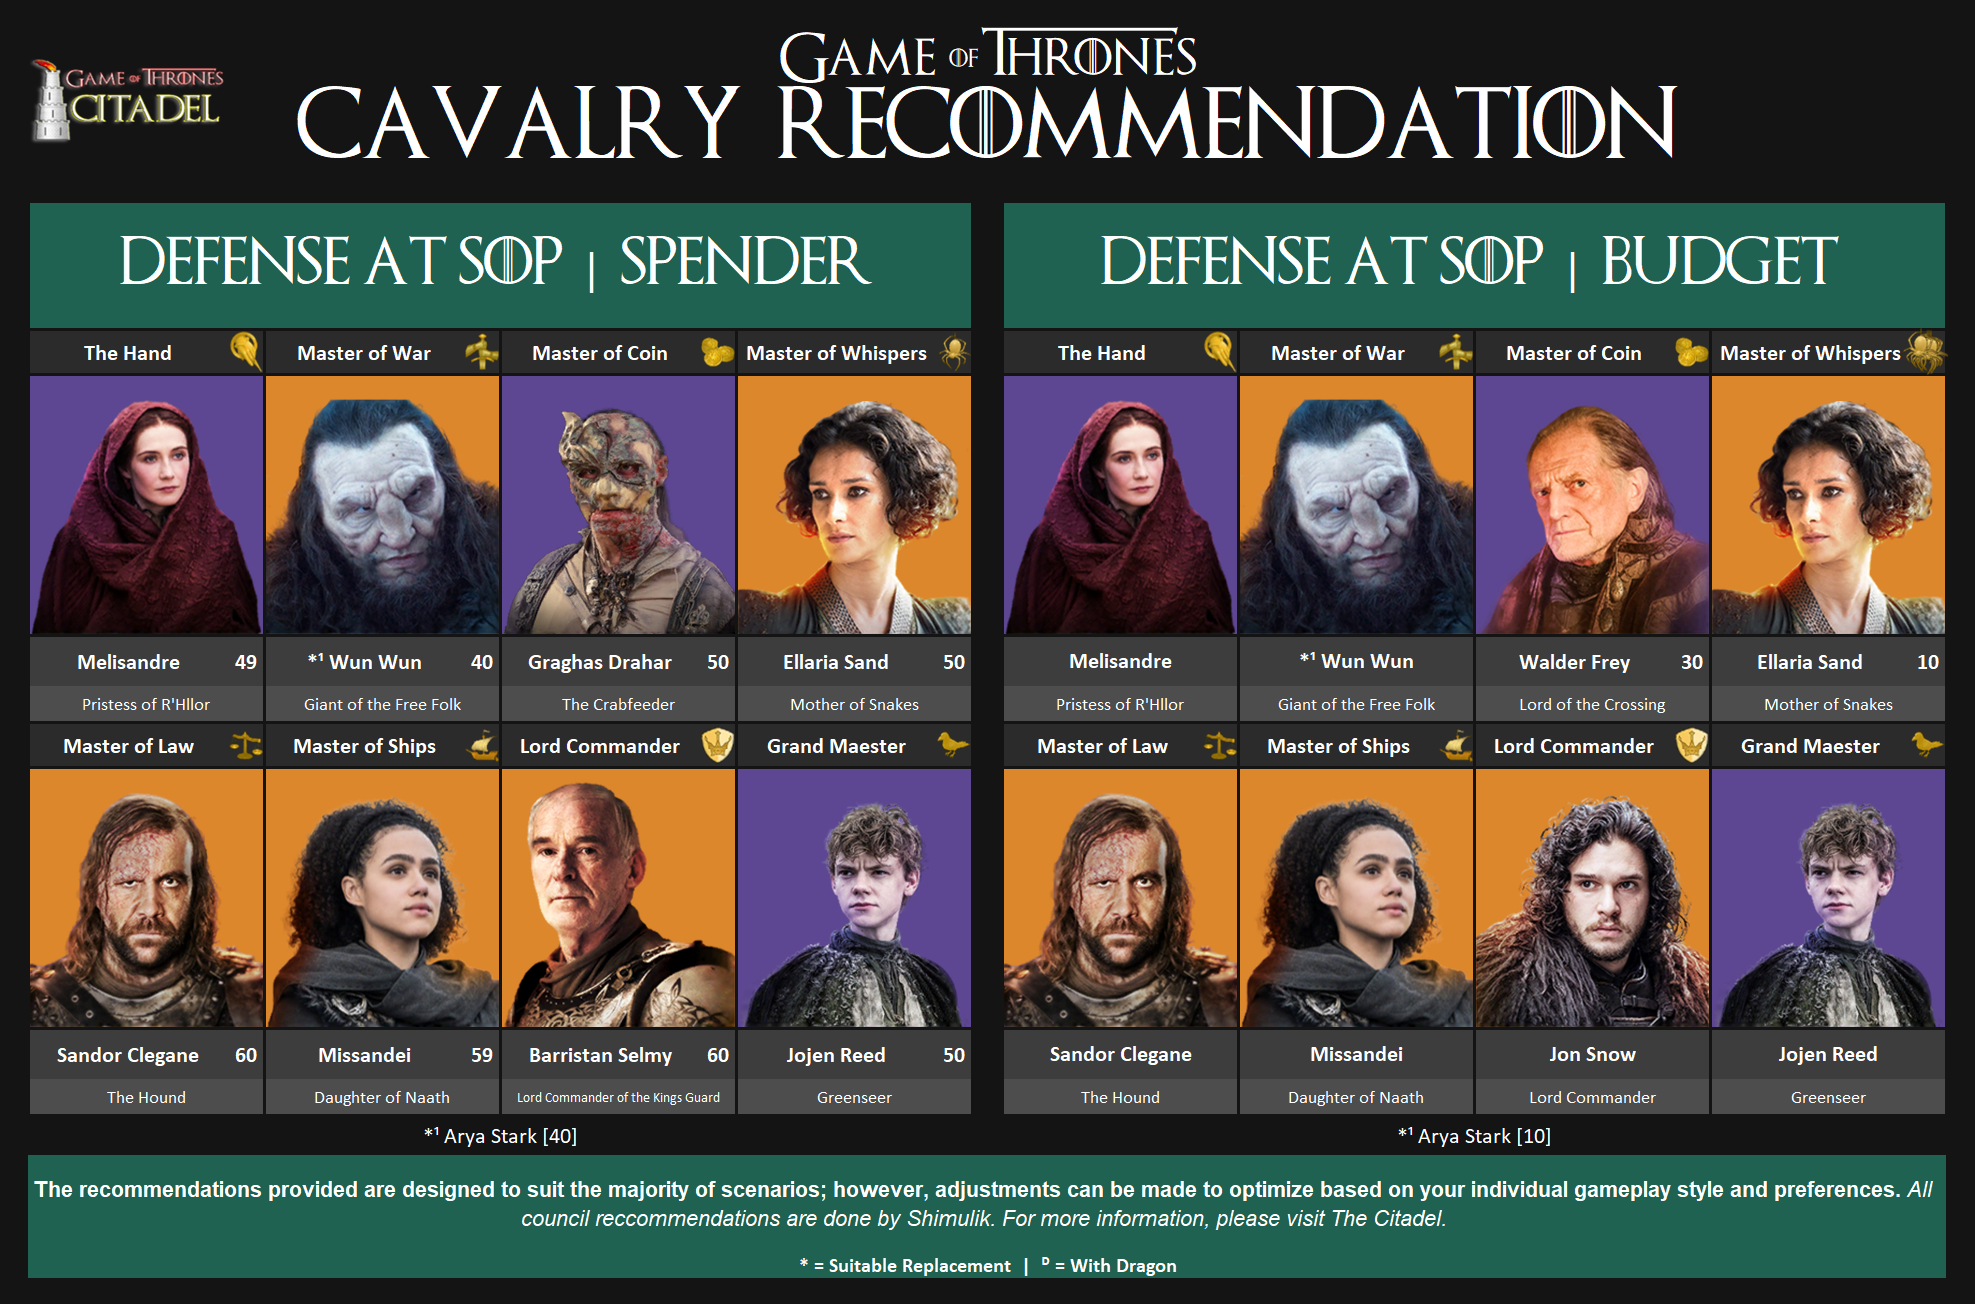 GAME OF THRONES
CITADEL
GAME OF THRONES
CAVALRY RECOMMENDATION
DEFENSE AT SOP | SPENDER
The Hand
Master of War
Master of Coin
Master of Whispers
Melisandre 49
*¹ Wun Wun 40
Graghas Drahar 50
Ellaria Sand 50
Pristess of R'Hllor
Giant of the Free Folk
The Crabfeeder
Mother of Snakes
Master of Law
Master of Ships
Lord Commander
Grand Maester
Sandor Clegane 60
Missandei 59
Barristan Selmy 60
Jojen Reed 50
The Hound
Daughter of Naath
Lord Commander of the Kings Guard
Greenseer
*¹ Arya Stark [40]
DEFENSE AT SOP | BUDGET
The Hand
Master of War
Master of Coin
Master of Whispers
Melisandre
*¹ Wun Wun
Walder Frey 30
Ellaria Sand 10
Pristess of R'Hllor
Giant of the Free Folk
Lord of the Crossing
Mother of Snakes
Master of Law
Master of Ships
Lord Commander
Grand Maester
Sandor Clegane
Missandei
Jon Snow
Jojen Reed
The Hound
Daughter of Naath
Lord Commander
Greenseer
*¹ Arya Stark [10]
The recommendations provided are designed to suit the majority of scenarios; however, adjustments can be made to optimize based on your individual gameplay style and preferences. All
council reccommendations are done by Shimulik. For more information, please visit The Citadel.
* = Suitable Replacement | ᴰ = With Dragon